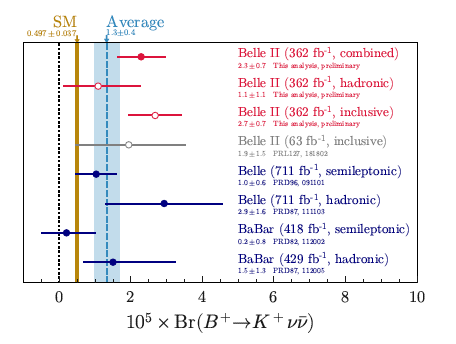 SM
0.497±0.037
Average
1.3±0.4
Belle II (362 fb⁻¹, combined)
2.3±0.7 This analysis, preliminary
Belle II (362 fb⁻¹, hadronic)
1.1±1.1 This analysis, preliminary
Belle II (362 fb⁻¹, inclusive)
2.7±0.7 This analysis, preliminary
Belle II (63 fb⁻¹, inclusive)
1.9±1.5 PRL127, 181802
Belle (711 fb⁻¹, semileptonic)
1.0±0.6 PRD96, 091101
Belle (711 fb⁻¹, hadronic)
2.9±1.6 PRD87, 111103
BaBar (418 fb⁻¹, semileptonic)
0.2±0.8 PRD82, 112002
BaBar (429 fb⁻¹, hadronic)
1.5±1.3 PRD87, 112005
0 2 4 6 8 10
10⁵ × Br(B⁺→K⁺νν̄)